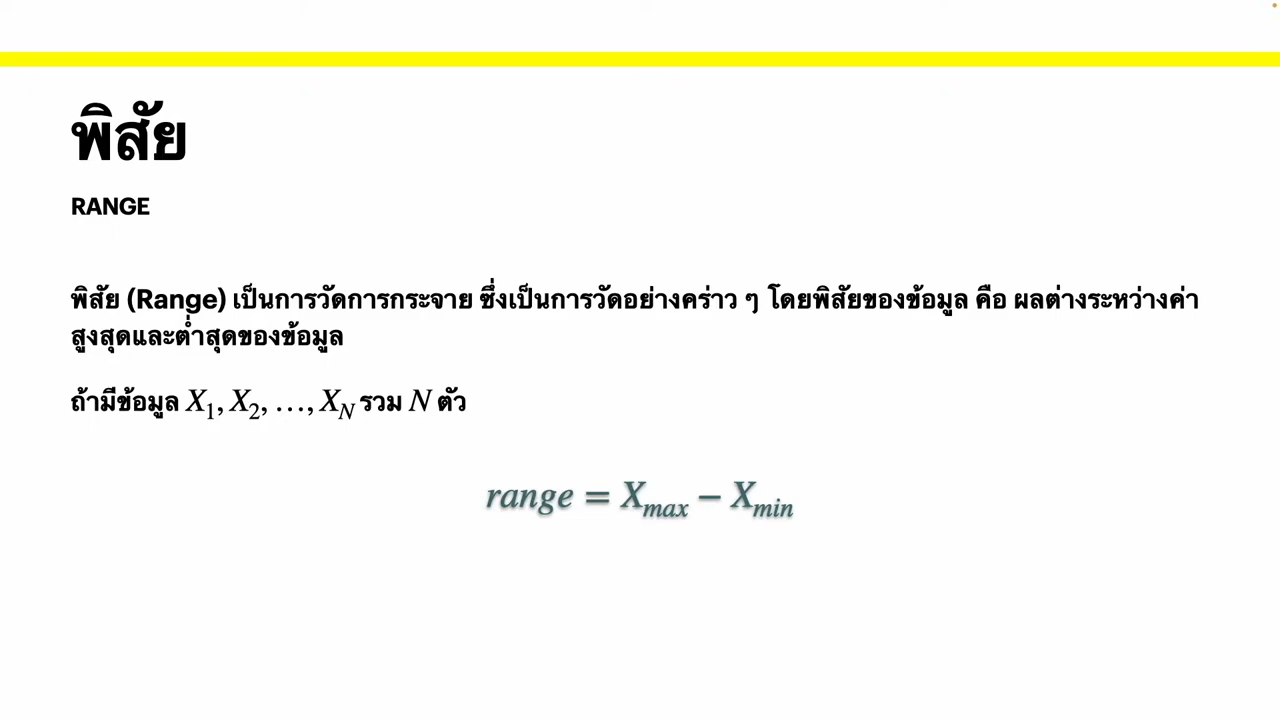 พิสัย
RANGE
พิสัย (Range) เป็นการวัดการกระจาย ซึ่งเป็นการวัดอย่างคร่าว ๆ โดยพิสัยของข้อมูล คือ ผลต่างระหว่างค่า
สูงสุดและต่ำสุดของข้อมูล
ถ้ามีข้อมูล X₁, X₂, …, X_N รวม N ตัว
range = X_max − X_min